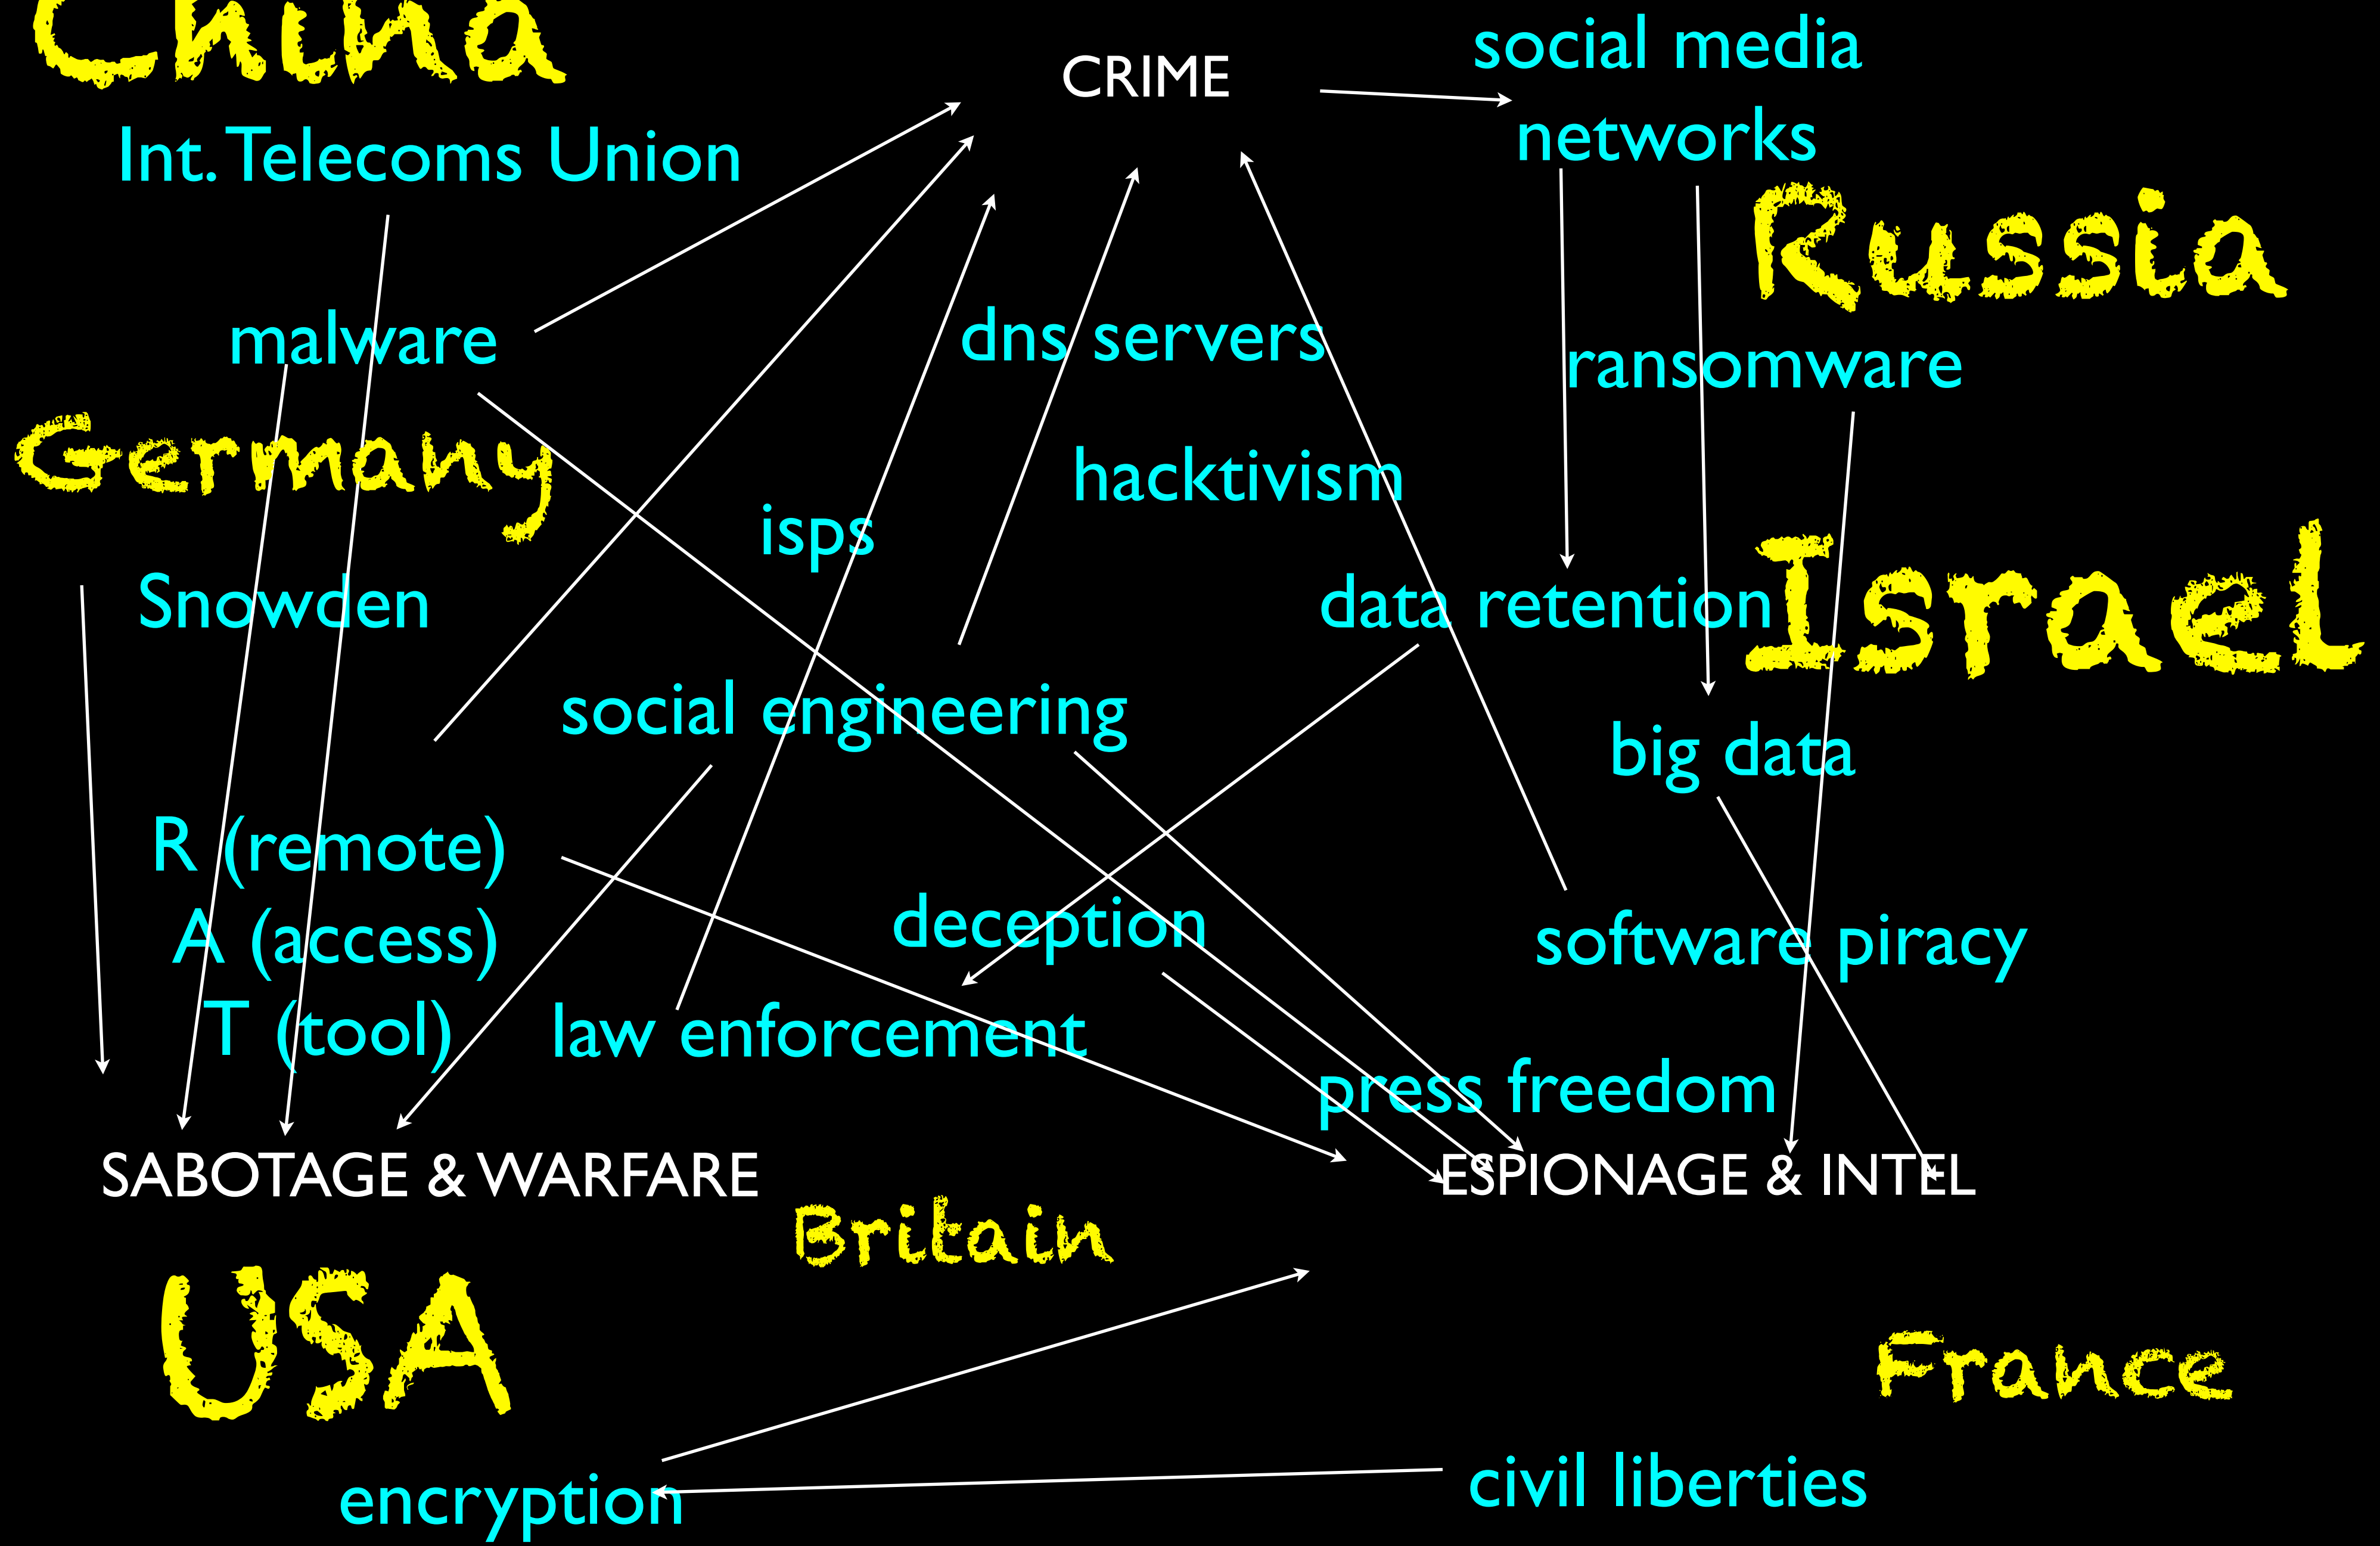 China
CRIME
social media
networks
Int. Telecoms Union
Russia
malware
dns servers
ransomware
Germany
hacktivism
isps
Snowden
data retention
Israel
social engineering
big data
R (remote)
A (access)
T (tool)
deception
software piracy
law enforcement
press freedom
SABOTAGE & WARFARE
ESPIONAGE & INTEL
Britain
USA
France
encryption
civil liberties